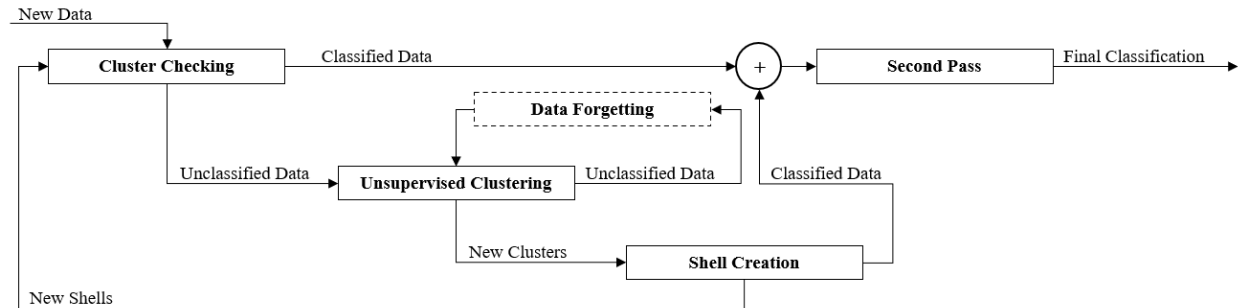 New Data
Cluster Checking
Classified Data
+
Second Pass
Final Classification
Data Forgetting
Unclassified Data
Unsupervised Clustering
Unclassified Data
Classified Data
New Clusters
Shell Creation
New Shells